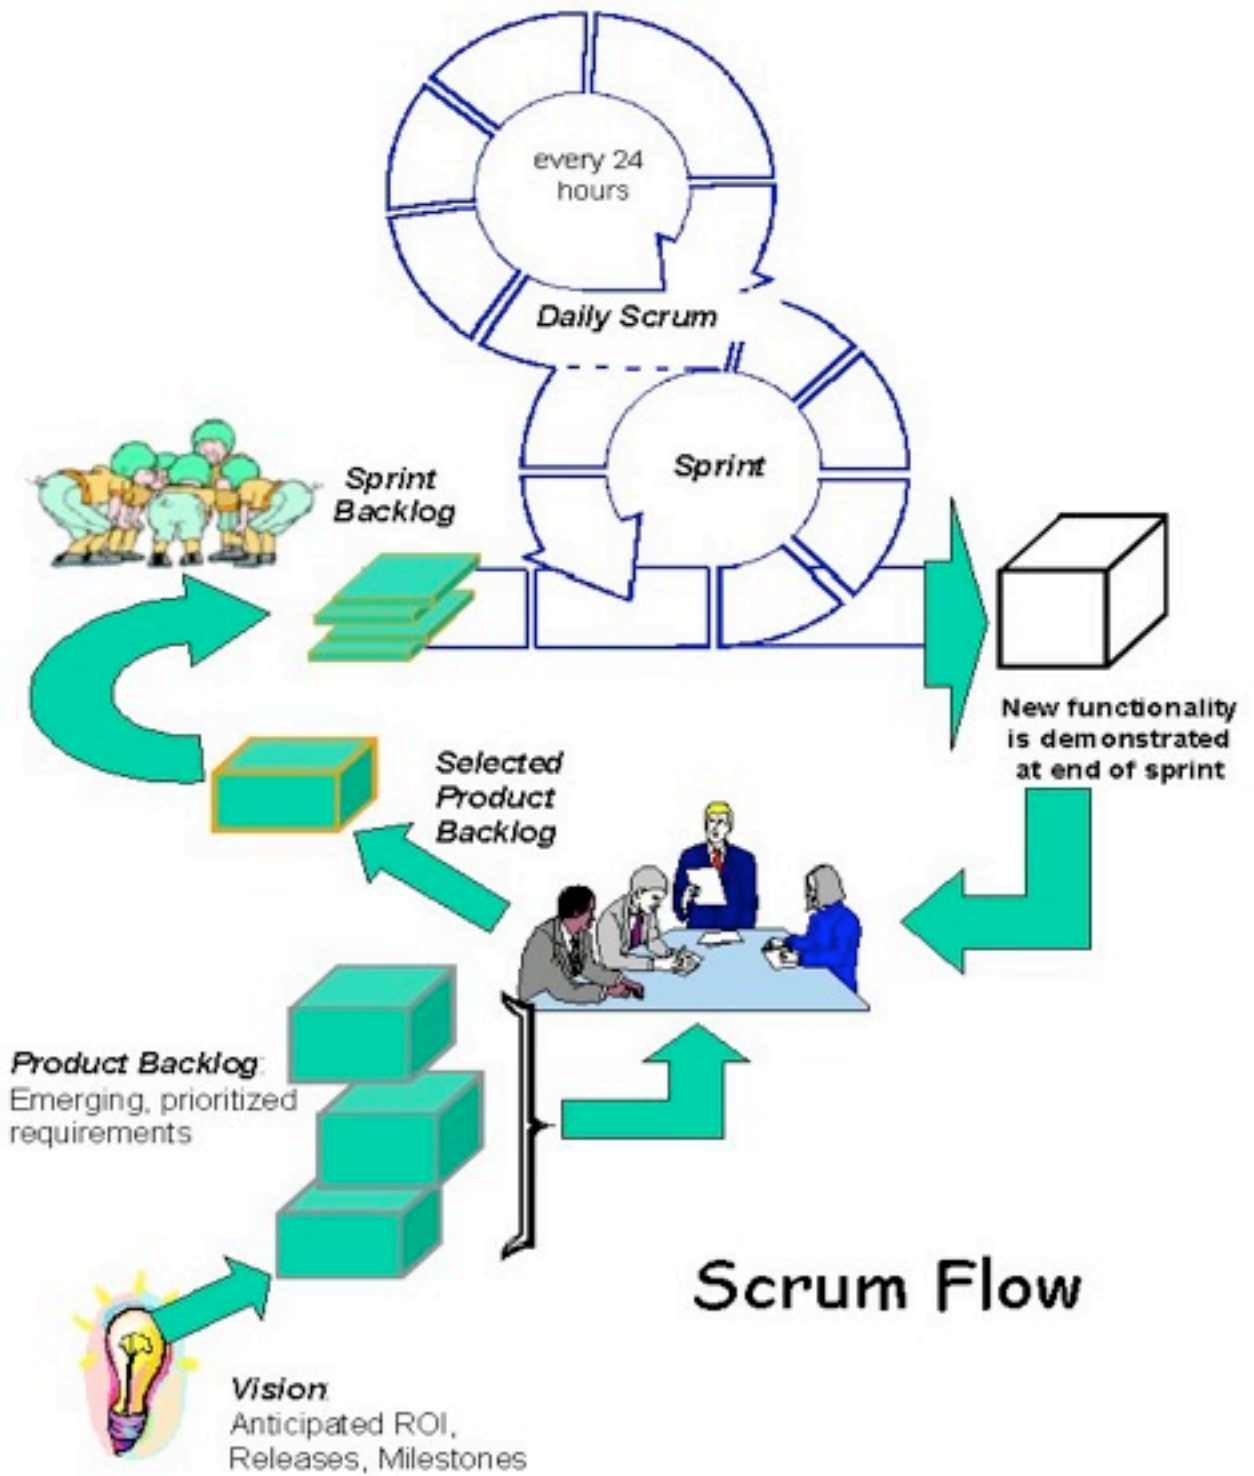 every 24
hours
Daily Scrum
Sprint
Sprint
Backlog
New functionality
is demonstrated
at end of sprint
Selected
Product
Backlog
Product Backlog:
Emerging, prioritized
requirements
Scrum Flow
Vision:
Anticipated ROI,
Releases, Milestones